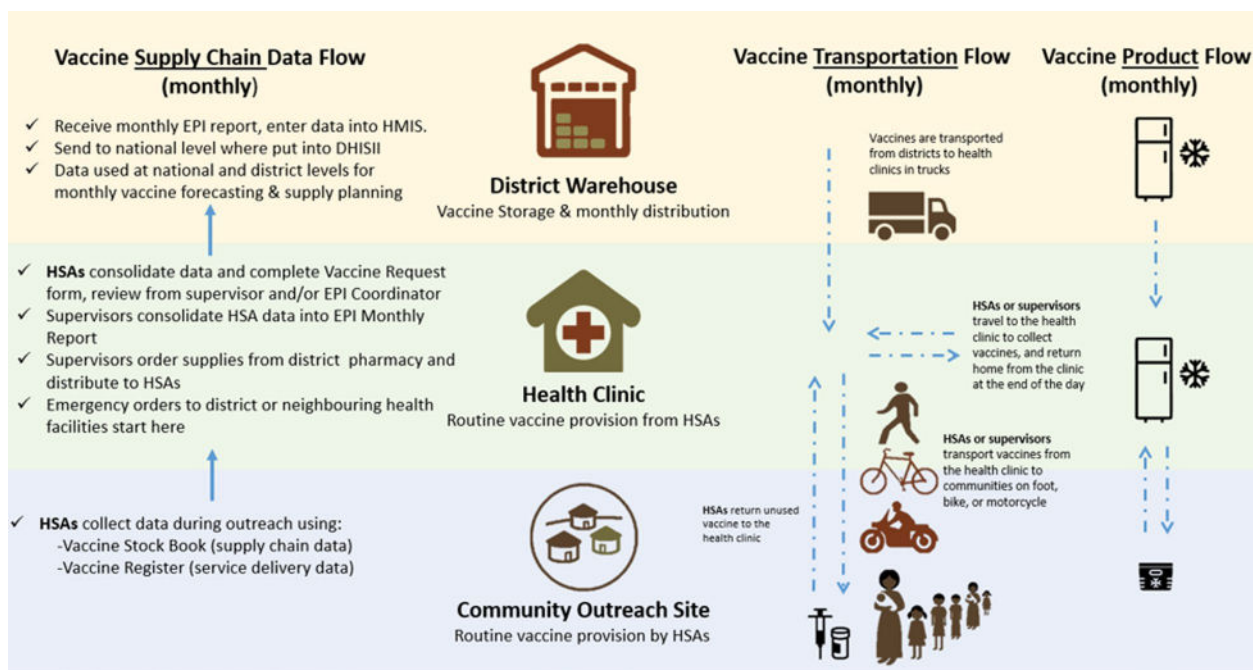 Vaccine Supply Chain Data Flow
(monthly)
✓ Receive monthly EPI report, enter data into HMIS.
✓ Send to national level where put into DHISII
✓ Data used at national and district levels for
monthly vaccine forecasting & supply planning
District Warehouse
Vaccine Storage & monthly distribution
Vaccine Transportation Flow
(monthly)
Vaccines are transported
from districts to health
clinics in trucks
Vaccine Product Flow
(monthly)
✓ HSAs consolidate data and complete Vaccine Request
form, review from supervisor and/or EPI Coordinator
✓ Supervisors consolidate HSA data into EPI Monthly
Report
✓ Supervisors order supplies from district pharmacy and
distribute to HSAs
✓ Emergency orders to district or neighbouring health
facilities start here
Health Clinic
Routine vaccine provision from HSAs
HSAs or supervisors
travel to the health
clinic to collect
vaccines, and return
home from the clinic
at the end of the day
HSAs or supervisors
transport vaccines from
the health clinic to
communities on foot,
bike, or motorcycle
HSAs return unused
vaccine to the
health clinic
✓ HSAs collect data during outreach using:
-Vaccine Stock Book (supply chain data)
-Vaccine Register (service delivery data)
Community Outreach Site
Routine vaccine provision by HSAs